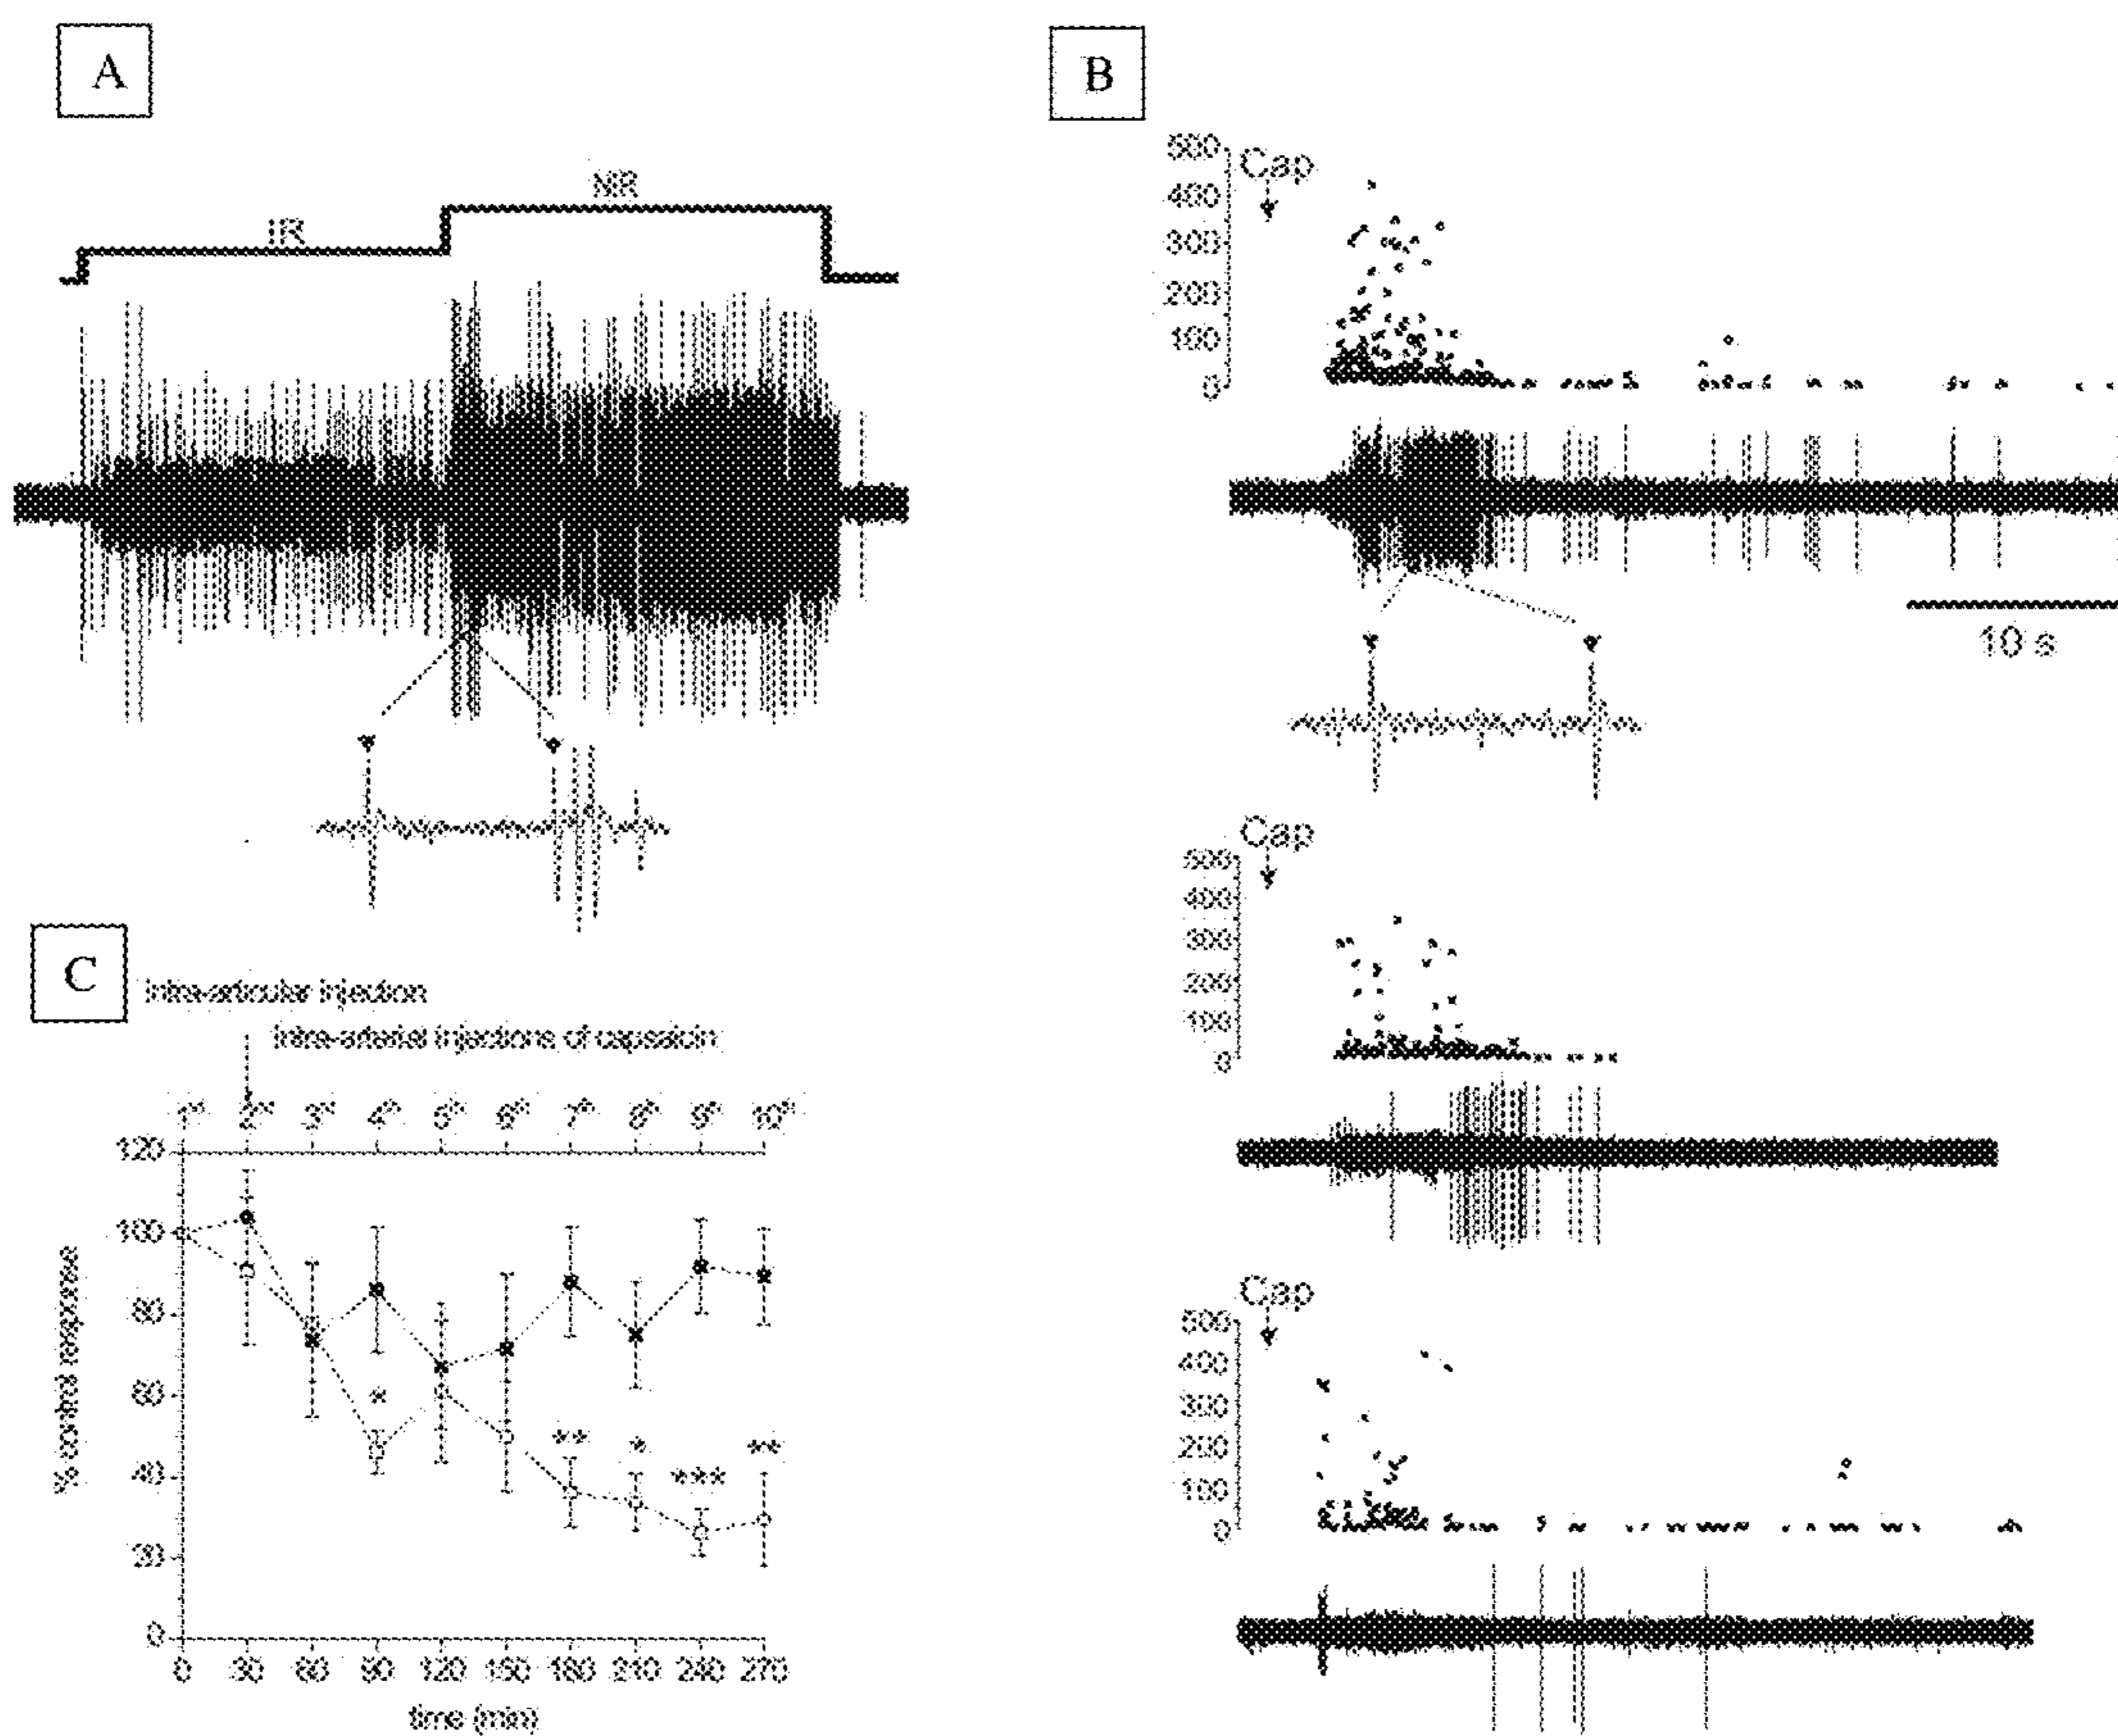 A
IR
NR
B
500
Cap
400
300
200
100
0
10 s
Cap
500
400
300
200
100
0
Cap
500
400
300
200
100
0
C
Intra-articular injection
Intra-arterial injections of capsaicin
1st 2nd 3rd 4th 5th 6th 7th 8th 9th 10th
120
100
80
60
40
20
0
% control response
*
**
*
***
**
0 30 60 90 120 150 180 210 240 270
time (min)